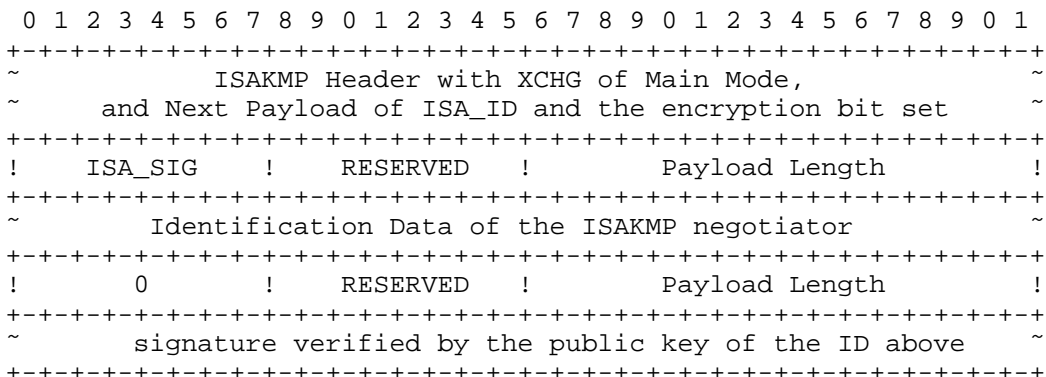 0 1 2 3 4 5 6 7 8 9 0 1 2 3 4 5 6 7 8 9 0 1 2 3 4 5 6 7 8 9 0 1
+-+-+-+-+-+-+-+-+-+-+-+-+-+-+-+-+-+-+-+-+-+-+-+-+-+-+-+-+-+-+-+-+
~             ISAKMP Header with XCHG of Main Mode,              ~
~      and Next Payload of ISA_ID and the encryption bit set     ~
+-+-+-+-+-+-+-+-+-+-+-+-+-+-+-+-+-+-+-+-+-+-+-+-+-+-+-+-+-+-+-+-+
!    ISA_SIG    !    RESERVED   !        Payload Length         !
+-+-+-+-+-+-+-+-+-+-+-+-+-+-+-+-+-+-+-+-+-+-+-+-+-+-+-+-+-+-+-+-+
~         Identification Data of the ISAKMP negotiator           ~
+-+-+-+-+-+-+-+-+-+-+-+-+-+-+-+-+-+-+-+-+-+-+-+-+-+-+-+-+-+-+-+-+
!       0       !    RESERVED   !        Payload Length         !
+-+-+-+-+-+-+-+-+-+-+-+-+-+-+-+-+-+-+-+-+-+-+-+-+-+-+-+-+-+-+-+-+
~        signature verified by the public key of the ID above    ~
+-+-+-+-+-+-+-+-+-+-+-+-+-+-+-+-+-+-+-+-+-+-+-+-+-+-+-+-+-+-+-+-+